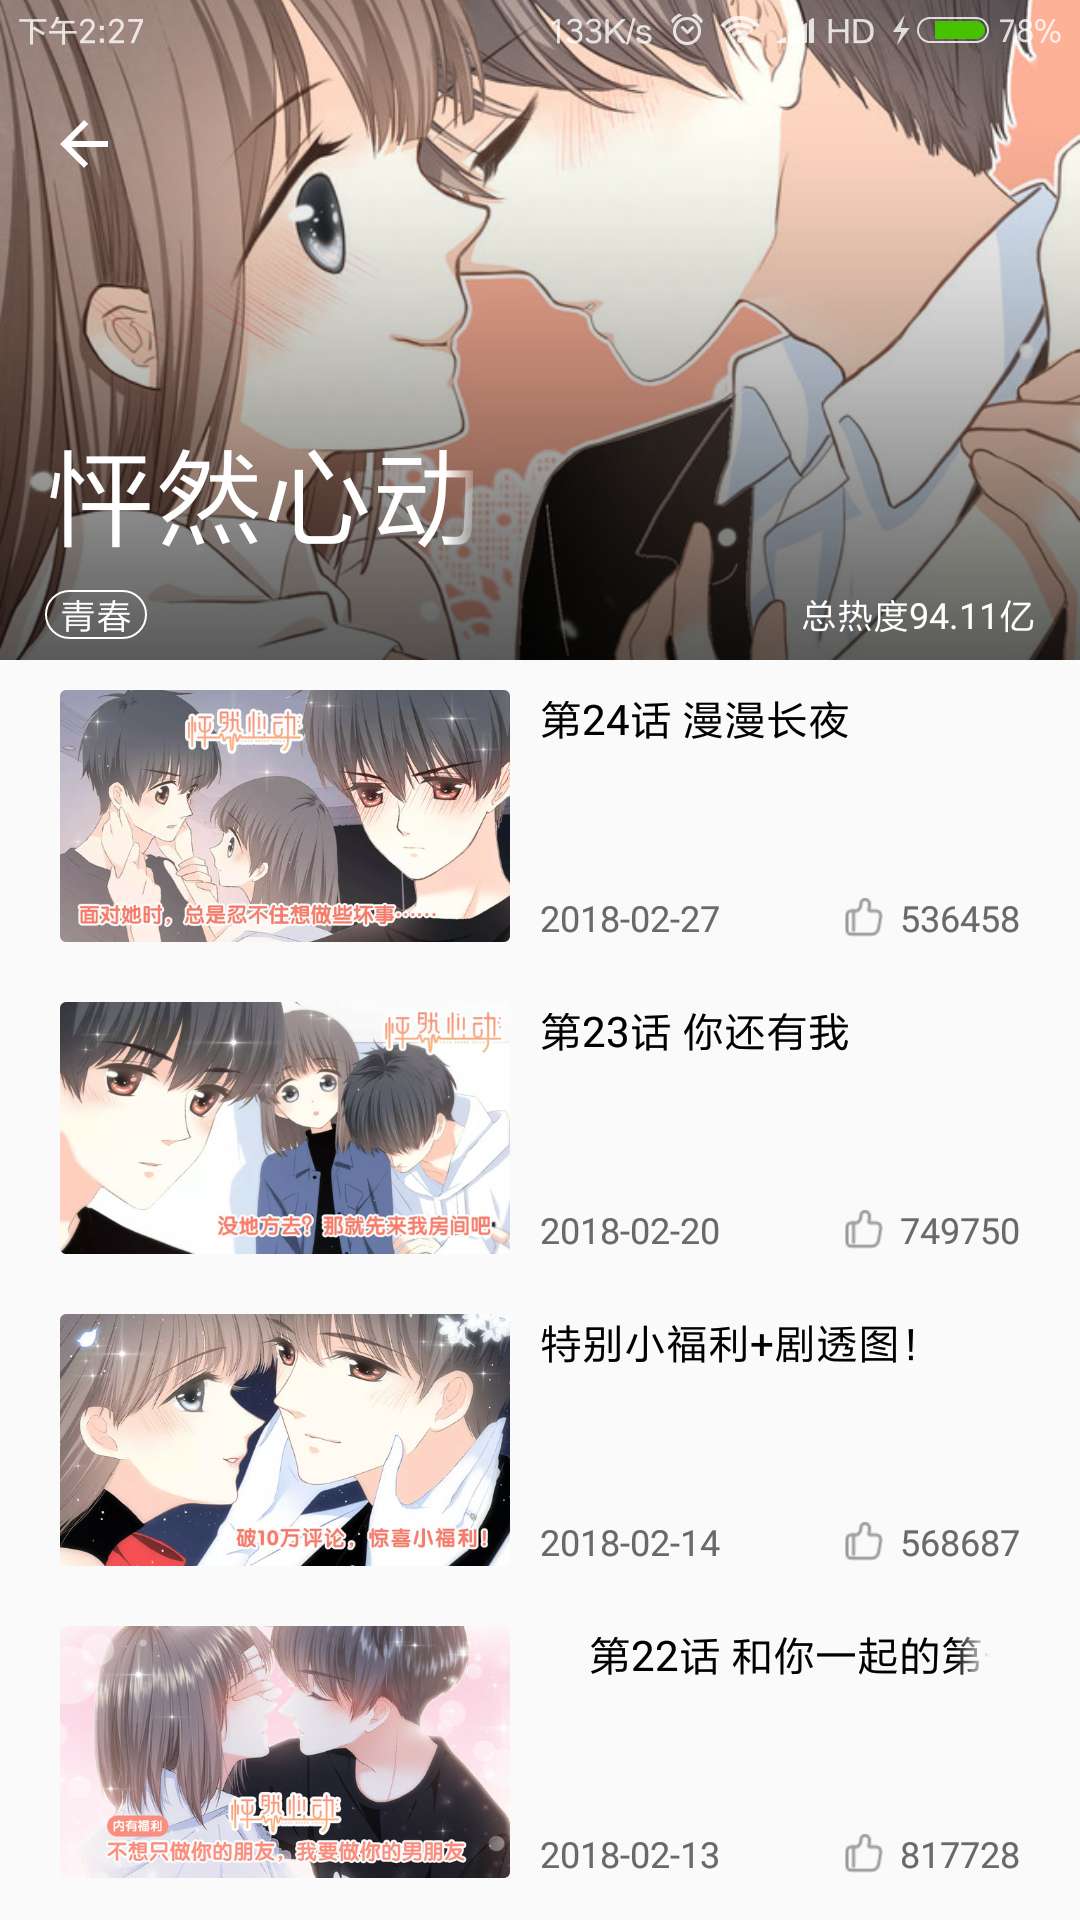 下午2:27
133K/s
HD
78%
怦然心动
青春
总热度94.11亿
怦然心动
面对她时，总是忍不住想做些坏事……
第24话 漫漫长夜
2018-02-27
536458
怦然心动
没地方去？那就先来我房间吧
第23话 你还有我
2018-02-20
749750
破10万评论，惊喜小福利！
特别小福利+剧透图！
2018-02-14
568687
怦然心动
内有福利
不想只做你的朋友，我要做你的男朋友
第22话 和你一起的第
2018-02-13
817728